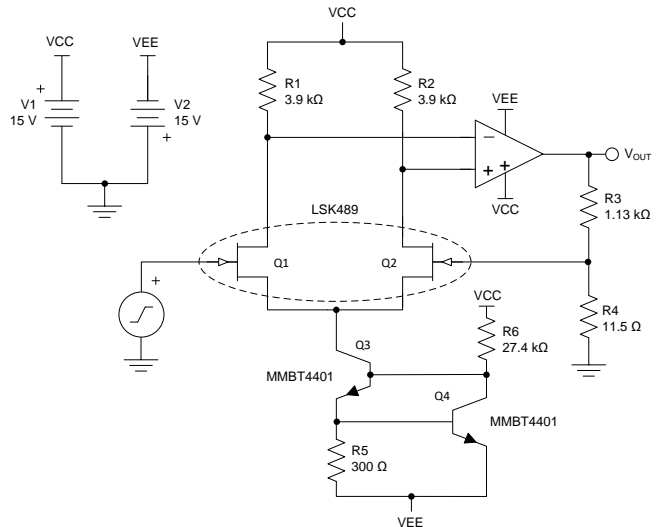 VCC
VCC
VEE
V1
15 V
V2
15 V
+
+
R1
3.9 kΩ
R2
3.9 kΩ
VEE
−
+
+
VCC
VOUT
R3
1.13 kΩ
LSK489
Q1
Q2
+
R4
11.5 Ω
VCC
R6
27.4 kΩ
Q3
MMBT4401
Q4
MMBT4401
R5
300 Ω
VEE